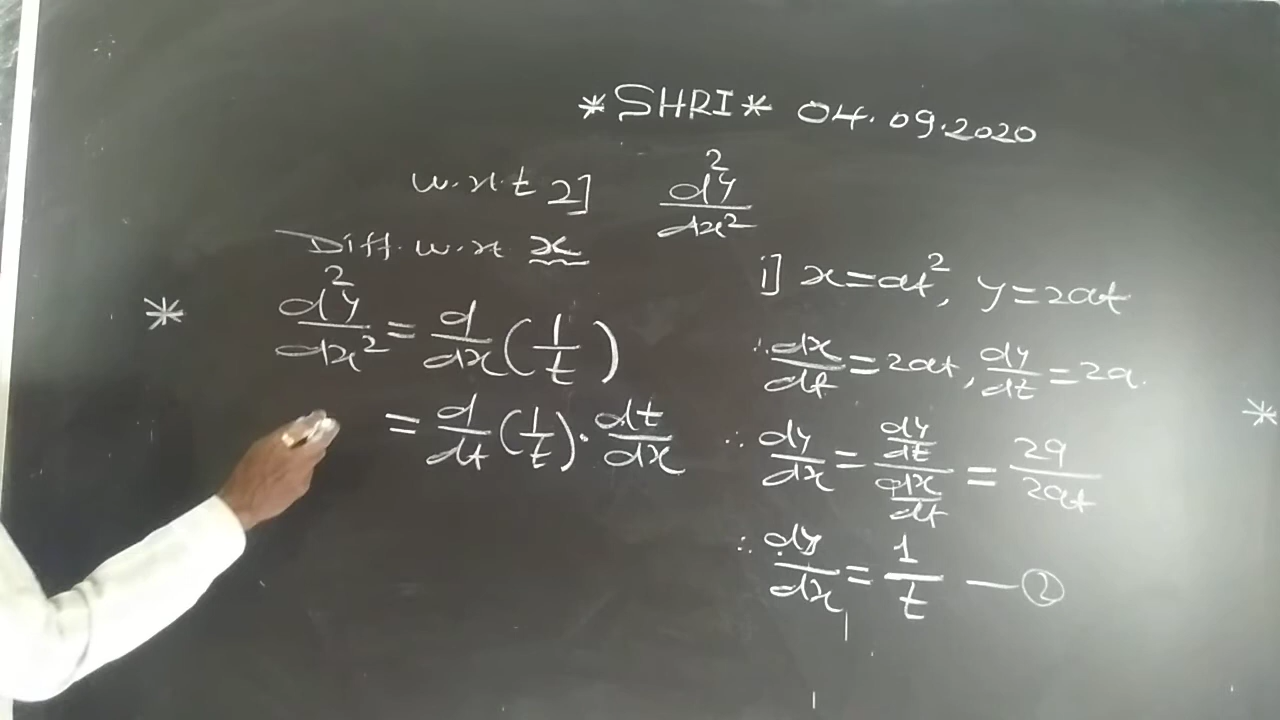 *SHRI* 04.09.2020
w.r.t 2] d²y/dx²
Diff. w.r.t x
* d²y/dx² = d/dx (1/t)
= d/dt (1/t) · dt/dx
i] x=at², y=2at
∴ dx/dt = 2at, dy/dt = 2a.
*
∴ dy/dx = (dy/dt)/(dx/dt) = 2a/2at
∴ dy/dx = 1/t — ②